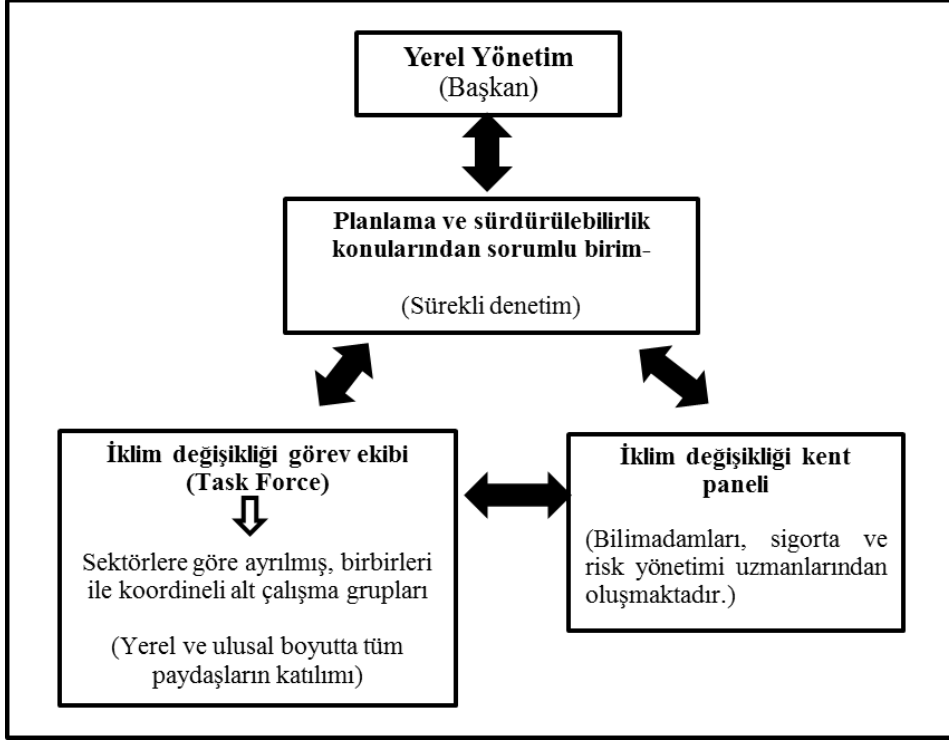 Yerel Yönetim
(Başkan)
Planlama ve sürdürülebilirlik
konularından sorumlu birim-
(Sürekli denetim)
İklim değişikliği görev ekibi
(Task Force)
Sektörlere göre ayrılmış, birbirleri
ile koordineli alt çalışma grupları
(Yerel ve ulusal boyutta tüm
paydaşların katılımı)
İklim değişikliği kent
paneli
(Bilimadamları, sigorta ve
risk yönetimi uzmanlarından
oluşmaktadır.)